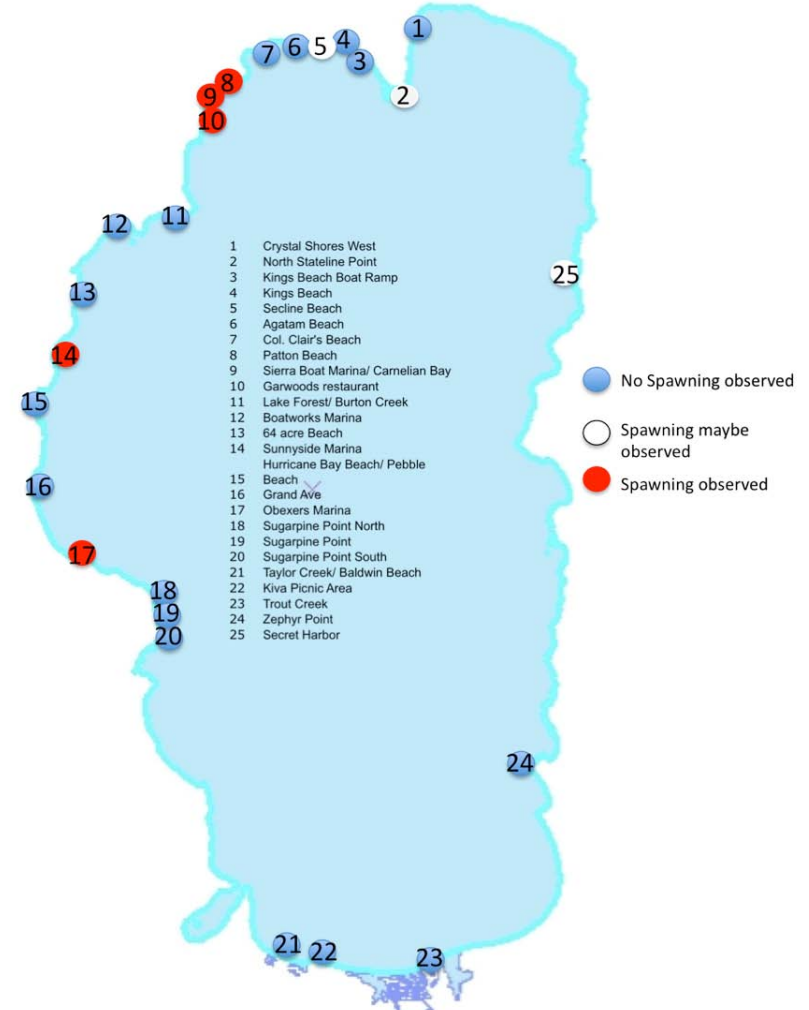 1
4
5
6
7
3
8
9
2
10
11
12
1 Crystal Shores West
2 North Stateline Point
25
3 Kings Beach Boat Ramp
4 Kings Beach
13
5 Secline Beach
6 Agatam Beach
7 Col. Clair's Beach
14
8 Patton Beach
9 Sierra Boat Marina/ Carnelian Bay
No Spawning observed
10 Garwoods restaurant
15
11 Lake Forest/ Burton Creek
12 Boatworks Marina
Spawning maybe
observed
13 64 acre Beach
14 Sunnyside Marina
Hurricane Bay Beach/ Pebble
15 Beach
Spawning observed
16
16 Grand Ave
17 Obexers Marina
18 Sugarpine Point North
19 Sugarpine Point
17
20 Sugarpine Point South
21 Taylor Creek/ Baldwin Beach
22 Kiva Picnic Area
18
23 Trout Creek
19
24 Zephyr Point
20
25 Secret Harbor
24
21
22
23